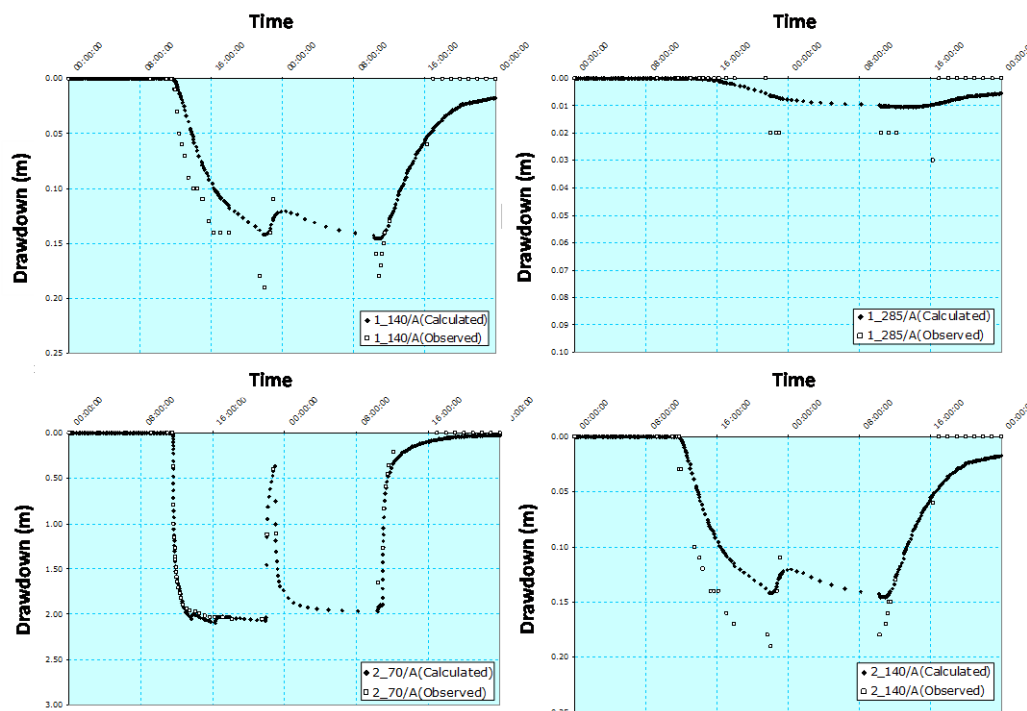 Time
00:00:00 08:00:00 16:00:00 00:00:00 08:00:00 16:00:00 00:00:00
Drawdown (m)
0.00
0.05
0.10
0.15
0.20
0.25
1_140/A(Calculated)
1_140/A(Observed)
Time
00:00:00 08:00:00 16:00:00 00:00:00 08:00:00 16:00:00 00:00:00
Drawdown (m)
0.00
0.01
0.02
0.03
0.04
0.05
0.06
0.07
0.08
0.09
0.10
1_285/A(Calculated)
1_285/A(Observed)
Time
00:00:00 08:00:00 16:00:00 00:00:00 08:00:00 16:00:00 0:00:00
Drawdown (m)
0.00
0.50
1.00
1.50
2.00
2.50
3.00
2_70/A(Calculated)
2_70/A(Observed)
Time
00:00:00 08:00:00 16:00:00 00:00:00 08:00:00 16:00:00 00:00:00
Drawdown (m)
0.00
0.05
0.10
0.15
0.20
2_140/A(Calculated)
2_140/A(Observed)